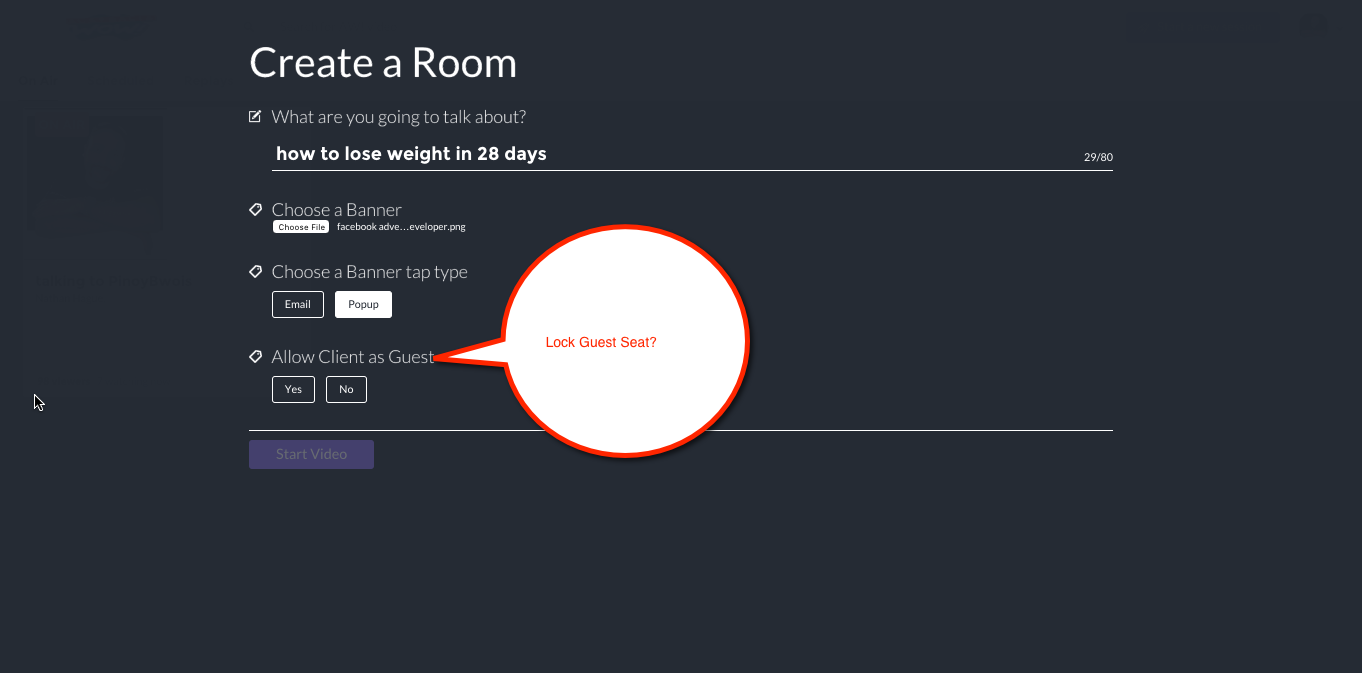 Create a Room
What are you going to talk about?
how to lose weight in 28 days
29/80
Choose a Banner
Choose File facebook adve...eveloper.png
Choose a Banner tap type
Email Popup
Allow Client as Guest
Lock Guest Seat?
Yes No
Start Video